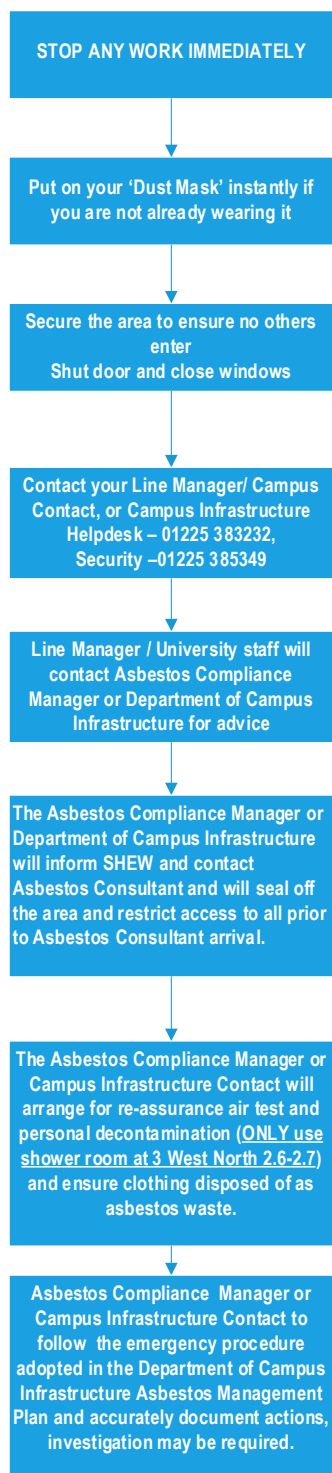 STOP ANY WORK IMMEDIATELY
Put on your ‘Dust Mask’ instantly if
you are not already wearing it
Secure the area to ensure no others
enter
Shut door and close windows
Contact your Line Manager/ Campus
Contact, or Campus Infrastructure
Helpdesk – 01225 383232,
Security –01225 385349
Line Manager / University staff will
contact Asbestos Compliance
Manager or Department of Campus
Infrastructure for advice
The Asbestos Compliance Manager or
Department of Campus Infrastructure
will inform SHEW and contact
Asbestos Consultant and will seal off
the area and restrict access to all prior
to Asbestos Consultant arrival.
The Asbestos Compliance Manager or
Campus Infrastructure Contact will
arrange for re-assurance air test and
personal decontamination (ONLY use
shower room at 3 West North 2.6-2.7)
and ensure clothing disposed of as
asbestos waste.
Asbestos Compliance Manager or
Campus Infrastructure Contact to
follow the emergency procedure
adopted in the Department of Campus
Infrastructure Asbestos Management
Plan and accurately document actions,
investigation may be required.